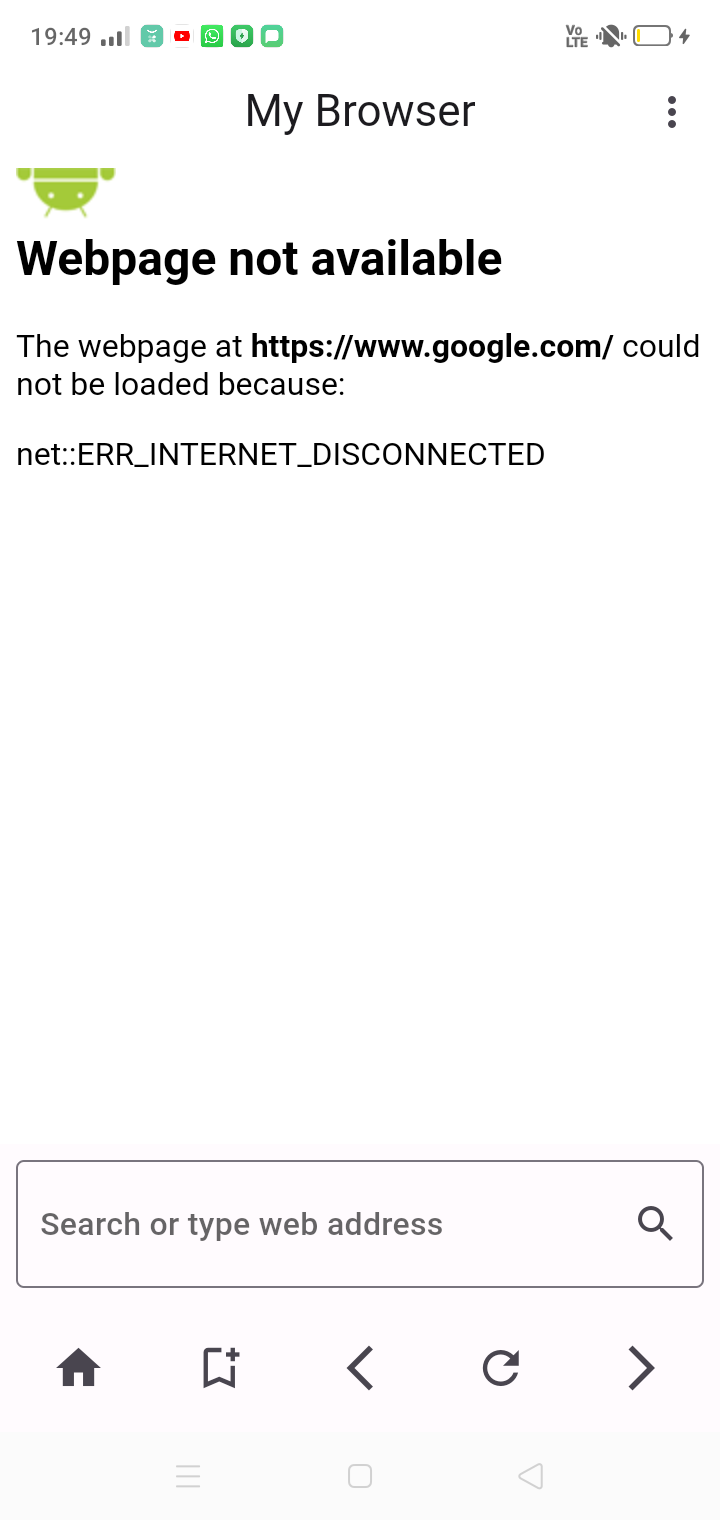 19:49
Vo
LTE
My Browser
Webpage not available
The webpage at https://www.google.com/ could
not be loaded because:
net::ERR_INTERNET_DISCONNECTED
Search or type web address